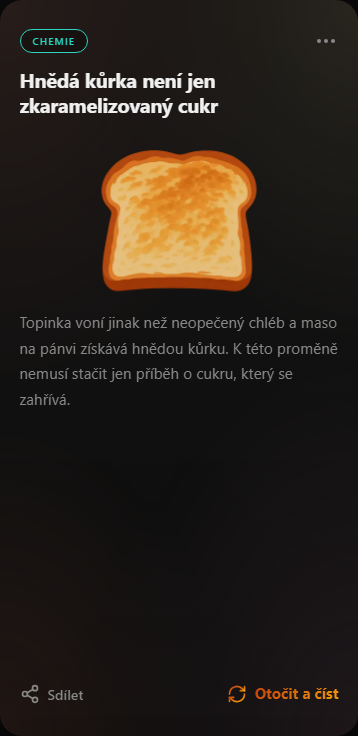 CHEMIE
Hnědá kůrka není jen
zkaramelizovaný cukr
Topinka voní jinak než neopečený chléb a maso
na pánvi získává hnědou kůrku. K této proměně
nemusí stačit jen příběh o cukru, který se
zahřívá.
Sdílet
Otočit a číst